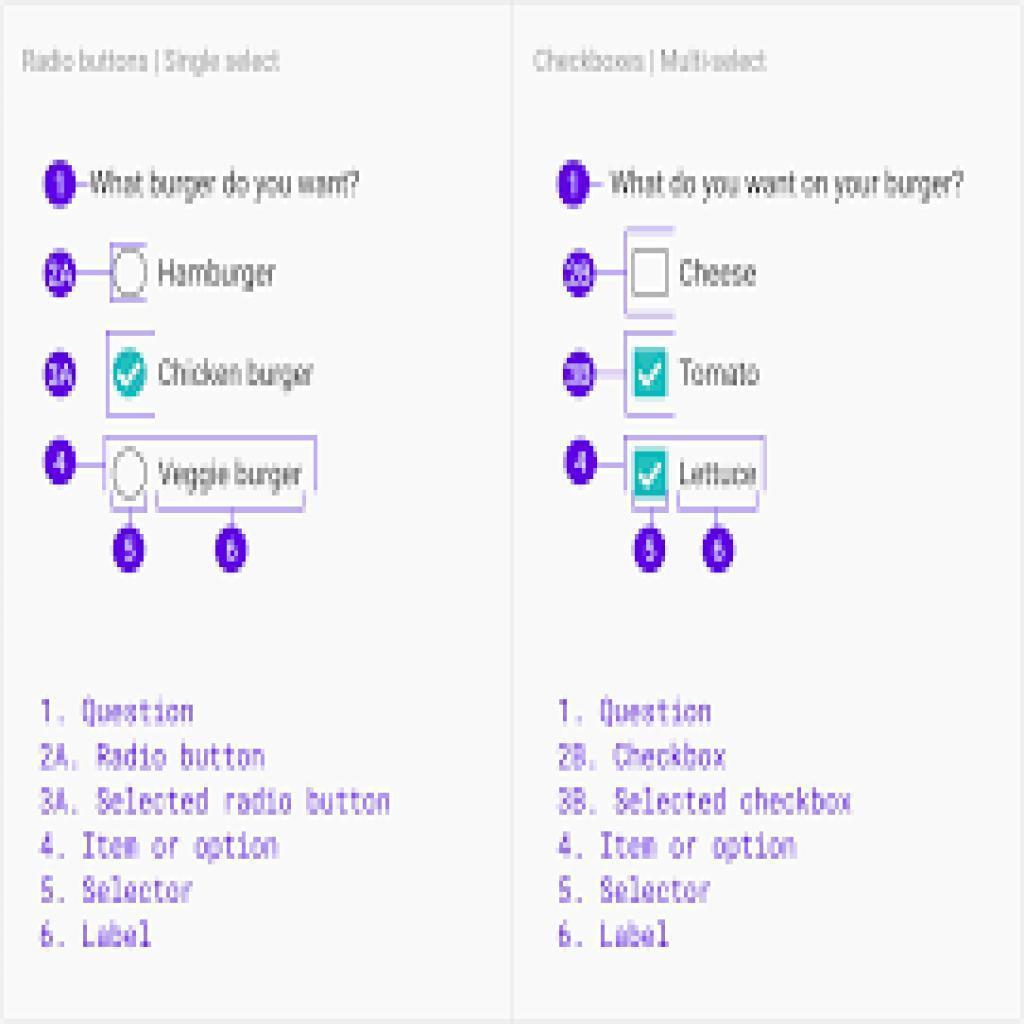 Radio buttons | Single select
1 What burger do you want?
2A Hamburger
3A Chicken burger
4 Veggie burger
5 6
1. Question
2A. Radio button
3A. Selected radio button
4. Item or option
5. Selector
6. Label
Checkboxes | Multi-select
1 What do you want on your burger?
2B Cheese
3B Tomato
4 Lettuce
5 6
1. Question
2B. Checkbox
3B. Selected checkbox
4. Item or option
5. Selector
6. Label